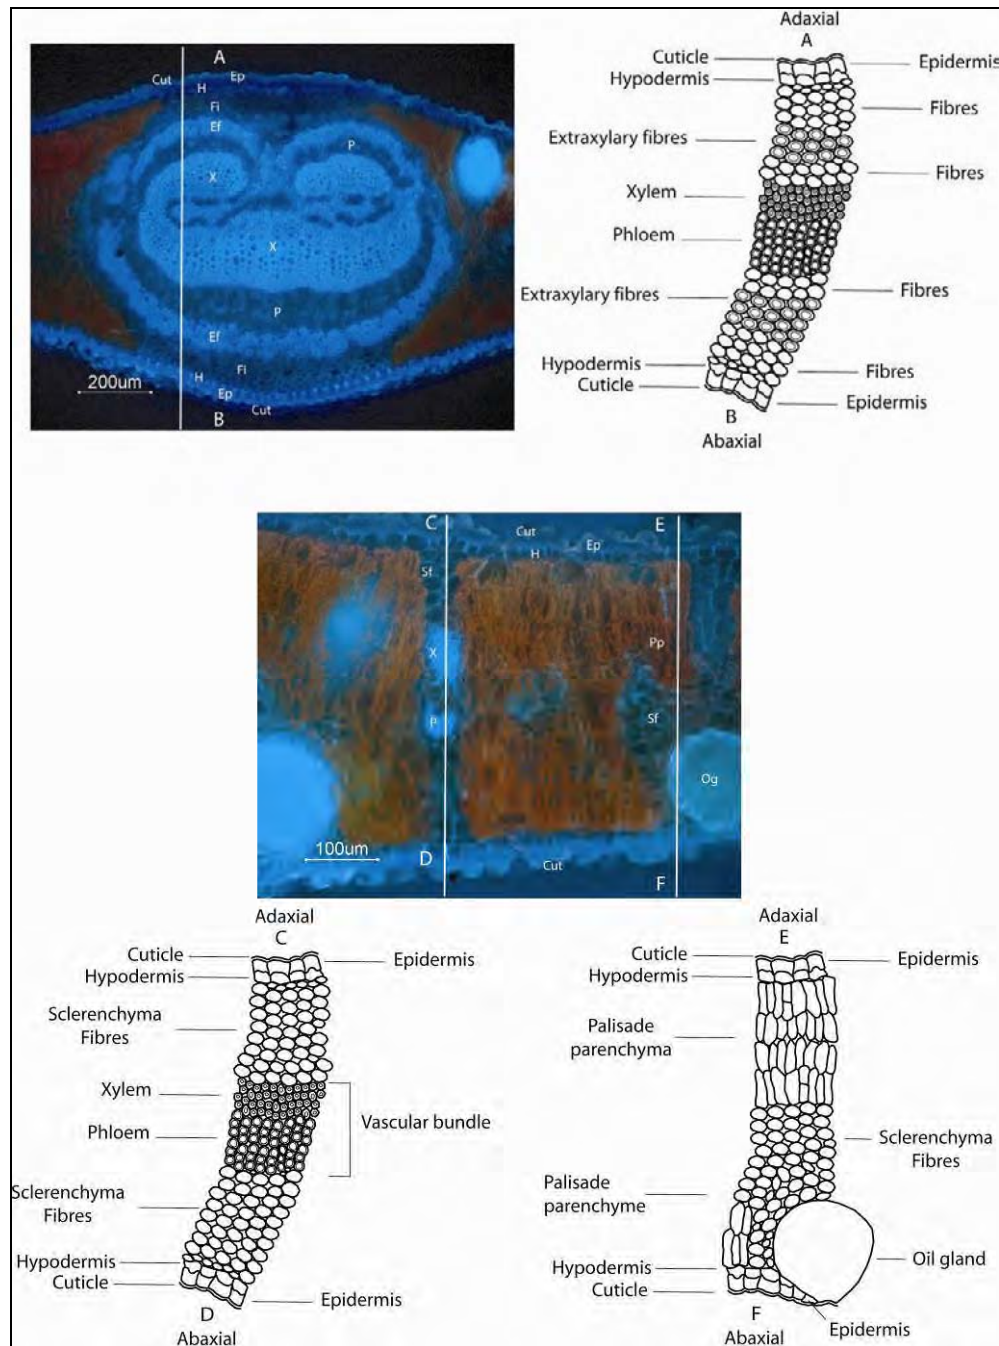 A
Cut
Ep
H
Fi
Ef
P
X
X
P
Ef
Fi
H
Ep
Cut
B
200um
Adaxial
A
Cuticle
Epidermis
Hypodermis
Fibres
Extraxylary fibres
Fibres
Xylem
Phloem
Extraxylary fibres
Fibres
Hypodermis
Fibres
Cuticle
Epidermis
B
Abaxial
C
E
Cut
Ep
H
Sf
Pp
X
P
Sf
Og
100um
D
Cut
F
Adaxial
C
Cuticle
Epidermis
Hypodermis
Sclerenchyma
Fibres
Xylem
Vascular bundle
Phloem
Sclerenchyma
Fibres
Hypodermis
Cuticle
Epidermis
D
Abaxial
Adaxial
E
Cuticle
Epidermis
Hypodermis
Palisade
parenchyma
Sclerenchyma
Fibres
Palisade
parenchyme
Oil gland
Hypodermis
Cuticle
Epidermis
F
Abaxial